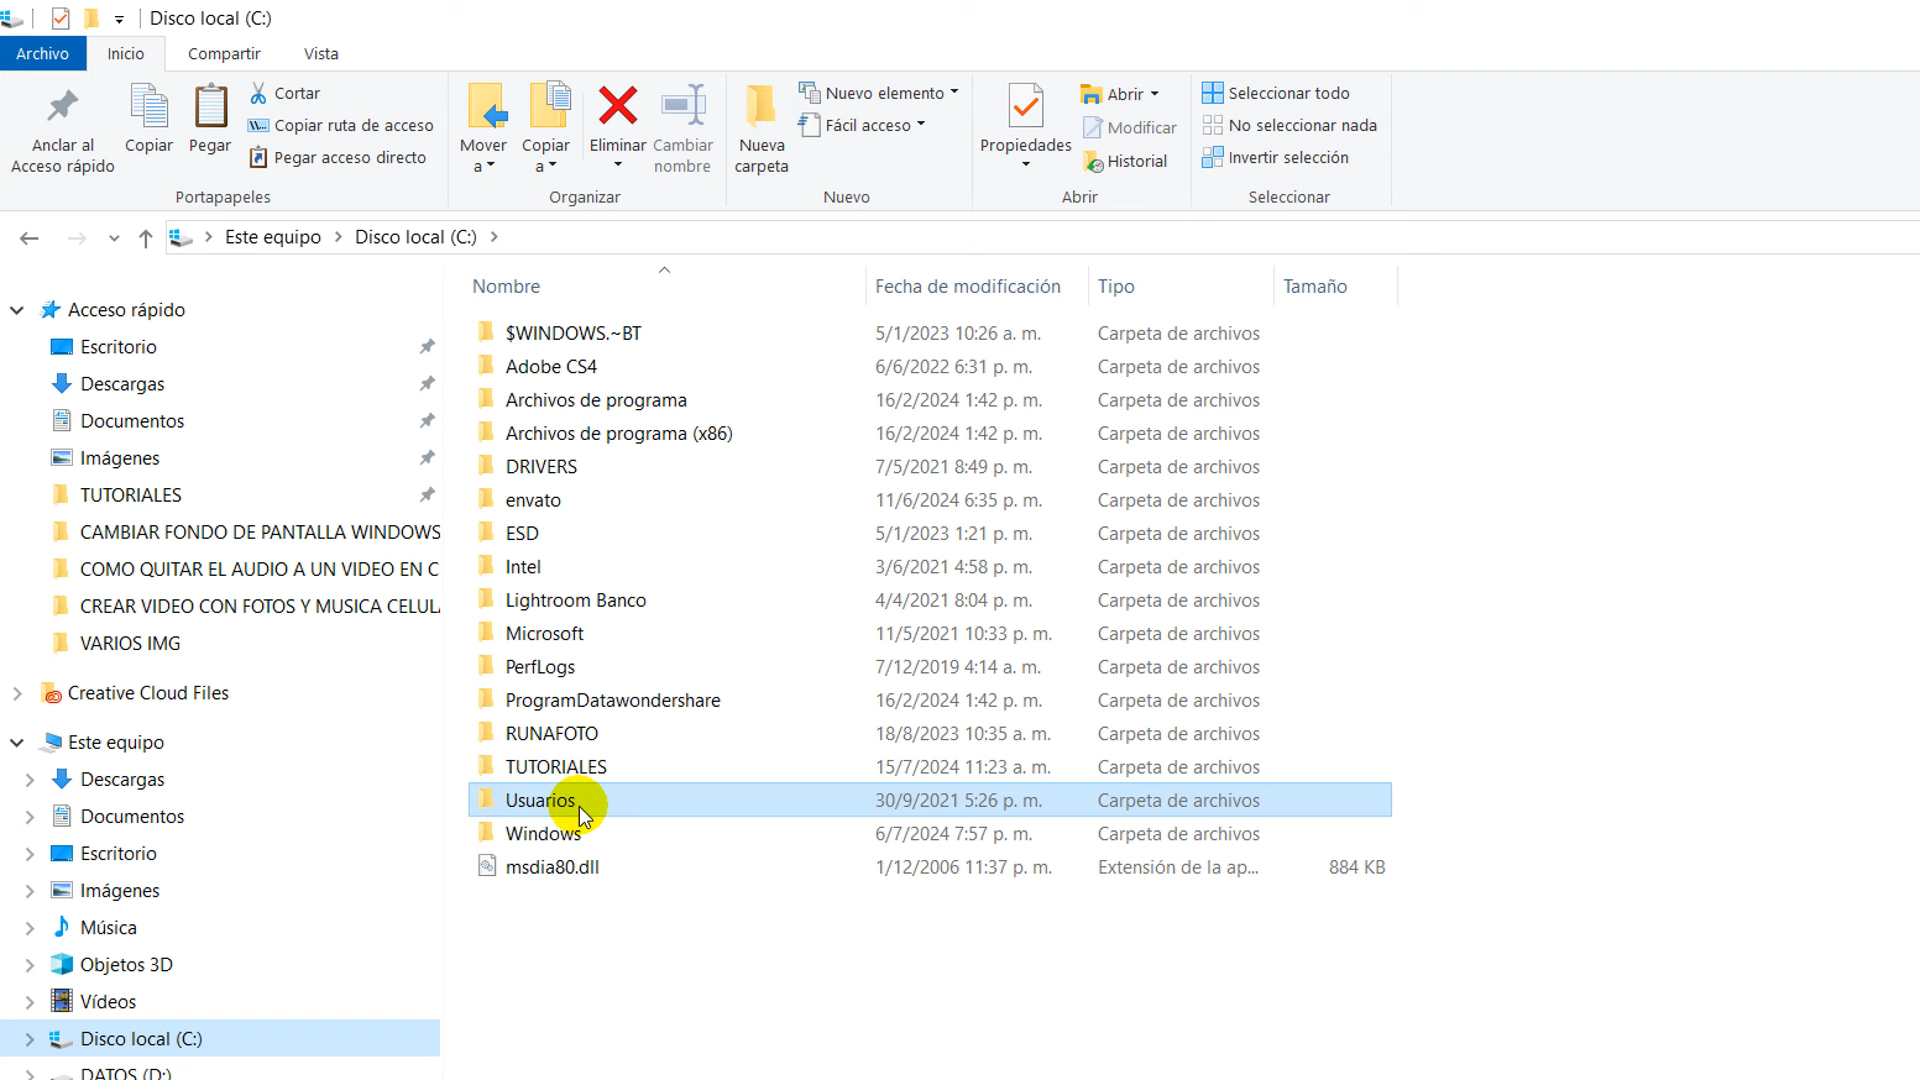 Disco local (C:)
Archivo Inicio Compartir Vista
Anclar al Acceso rápido
Copiar
Pegar
Cortar
Copiar ruta de acceso
Pegar acceso directo
Portapapeles
Mover a
Copiar a
Eliminar
Cambiar nombre
Organizar
Nueva carpeta
Nuevo elemento
Fácil acceso
Nuevo
Propiedades
Abrir
Modificar
Historial
Abrir
Seleccionar todo
No seleccionar nada
Invertir selección
Seleccionar
Este equipo > Disco local (C:) >
Acceso rápido
Escritorio
Descargas
Documentos
Imágenes
TUTORIALES
CAMBIAR FONDO DE PANTALLA WINDOWS
COMO QUITAR EL AUDIO A UN VIDEO EN C
CREAR VIDEO CON FOTOS Y MUSICA CELUL
VARIOS IMG
Creative Cloud Files
Este equipo
Descargas
Documentos
Escritorio
Imágenes
Música
Objetos 3D
Vídeos
Disco local (C:)
DATOS (D:)
Nombre Fecha de modificación Tipo Tamaño
$WINDOWS.~BT 5/1/2023 10:26 a. m. Carpeta de archivos
Adobe CS4 6/6/2022 6:31 p. m. Carpeta de archivos
Archivos de programa 16/2/2024 1:42 p. m. Carpeta de archivos
Archivos de programa (x86) 16/2/2024 1:42 p. m. Carpeta de archivos
DRIVERS 7/5/2021 8:49 p. m. Carpeta de archivos
envato 11/6/2024 6:35 p. m. Carpeta de archivos
ESD 5/1/2023 1:21 p. m. Carpeta de archivos
Intel 3/6/2021 4:58 p. m. Carpeta de archivos
Lightroom Banco 4/4/2021 8:04 p. m. Carpeta de archivos
Microsoft 11/5/2021 10:33 p. m. Carpeta de archivos
PerfLogs 7/12/2019 4:14 a. m. Carpeta de archivos
ProgramDatawondershare 16/2/2024 1:42 p. m. Carpeta de archivos
RUNAFOTO 18/8/2023 10:35 a. m. Carpeta de archivos
TUTORIALES 15/7/2024 11:23 a. m. Carpeta de archivos
Usuarios 30/9/2021 5:26 p. m. Carpeta de archivos
Windows 6/7/2024 7:57 p. m. Carpeta de archivos
msdia80.dll 1/12/2006 11:37 p. m. Extensión de la ap... 884 KB